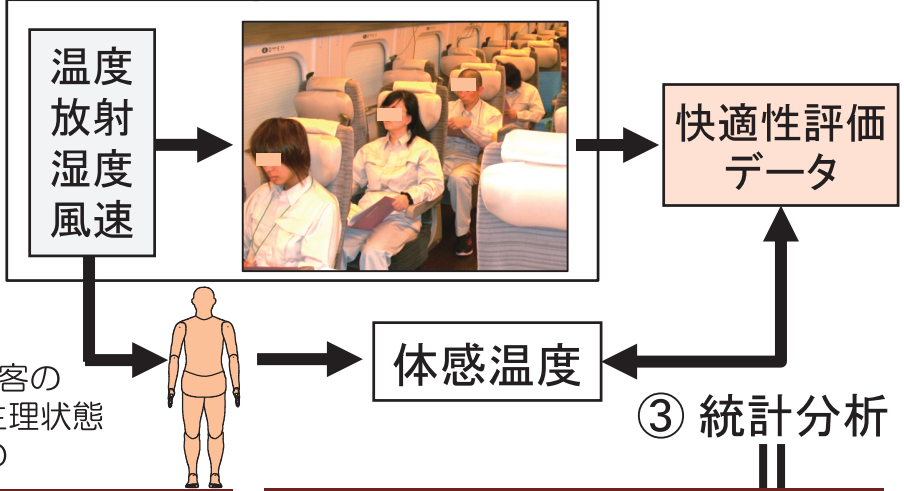 温度
放射
湿度
風速
快適性評価
データ
体感温度
客の
理状態
③ 統計分析